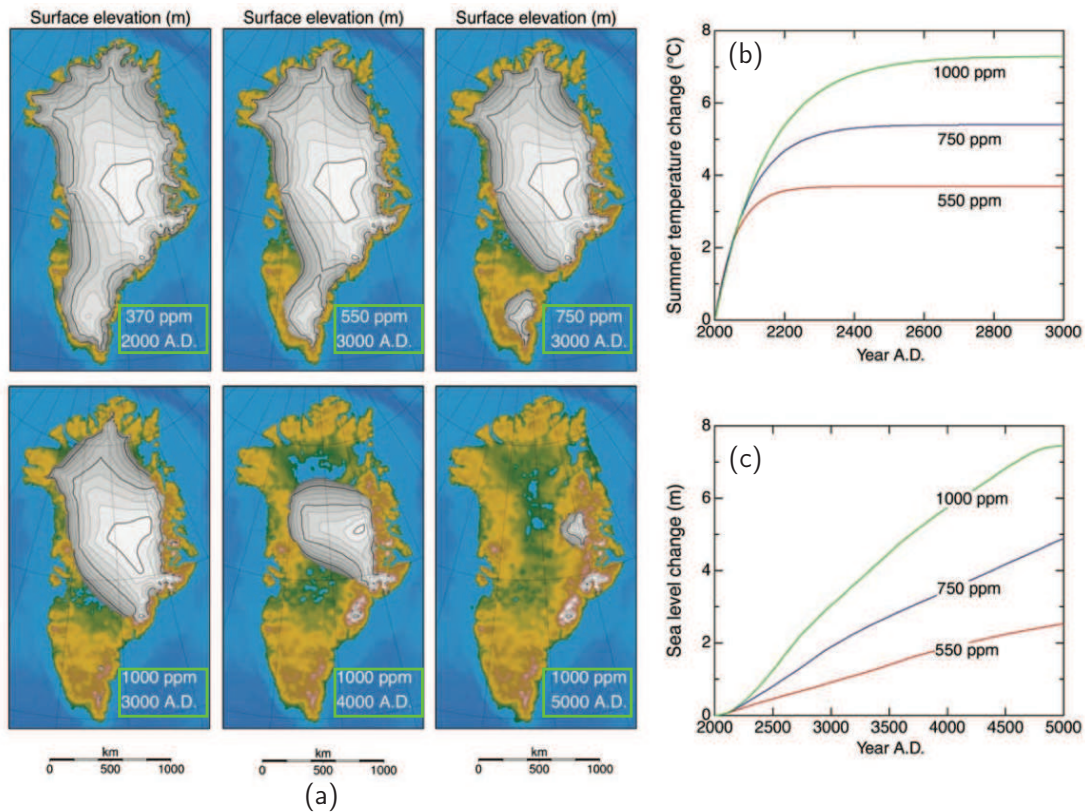 Surface elevation (m)
Surface elevation (m)
Surface elevation (m)
370 ppm
2000 A.D.
550 ppm
3000 A.D.
750 ppm
3000 A.D.
1000 ppm
3000 A.D.
1000 ppm
4000 A.D.
1000 ppm
5000 A.D.
km
0 500 1000
km
0 500 1000
km
0 500 1000
(a)
(b)
Summer temperature change (°C)
8
6
4
2
0
1000 ppm
750 ppm
550 ppm
2000 2200 2400 2600 2800 3000
Year A.D.
(c)
Sea level change (m)
8
6
4
2
0
1000 ppm
750 ppm
550 ppm
2000 2500 3000 3500 4000 4500 5000
Year A.D.